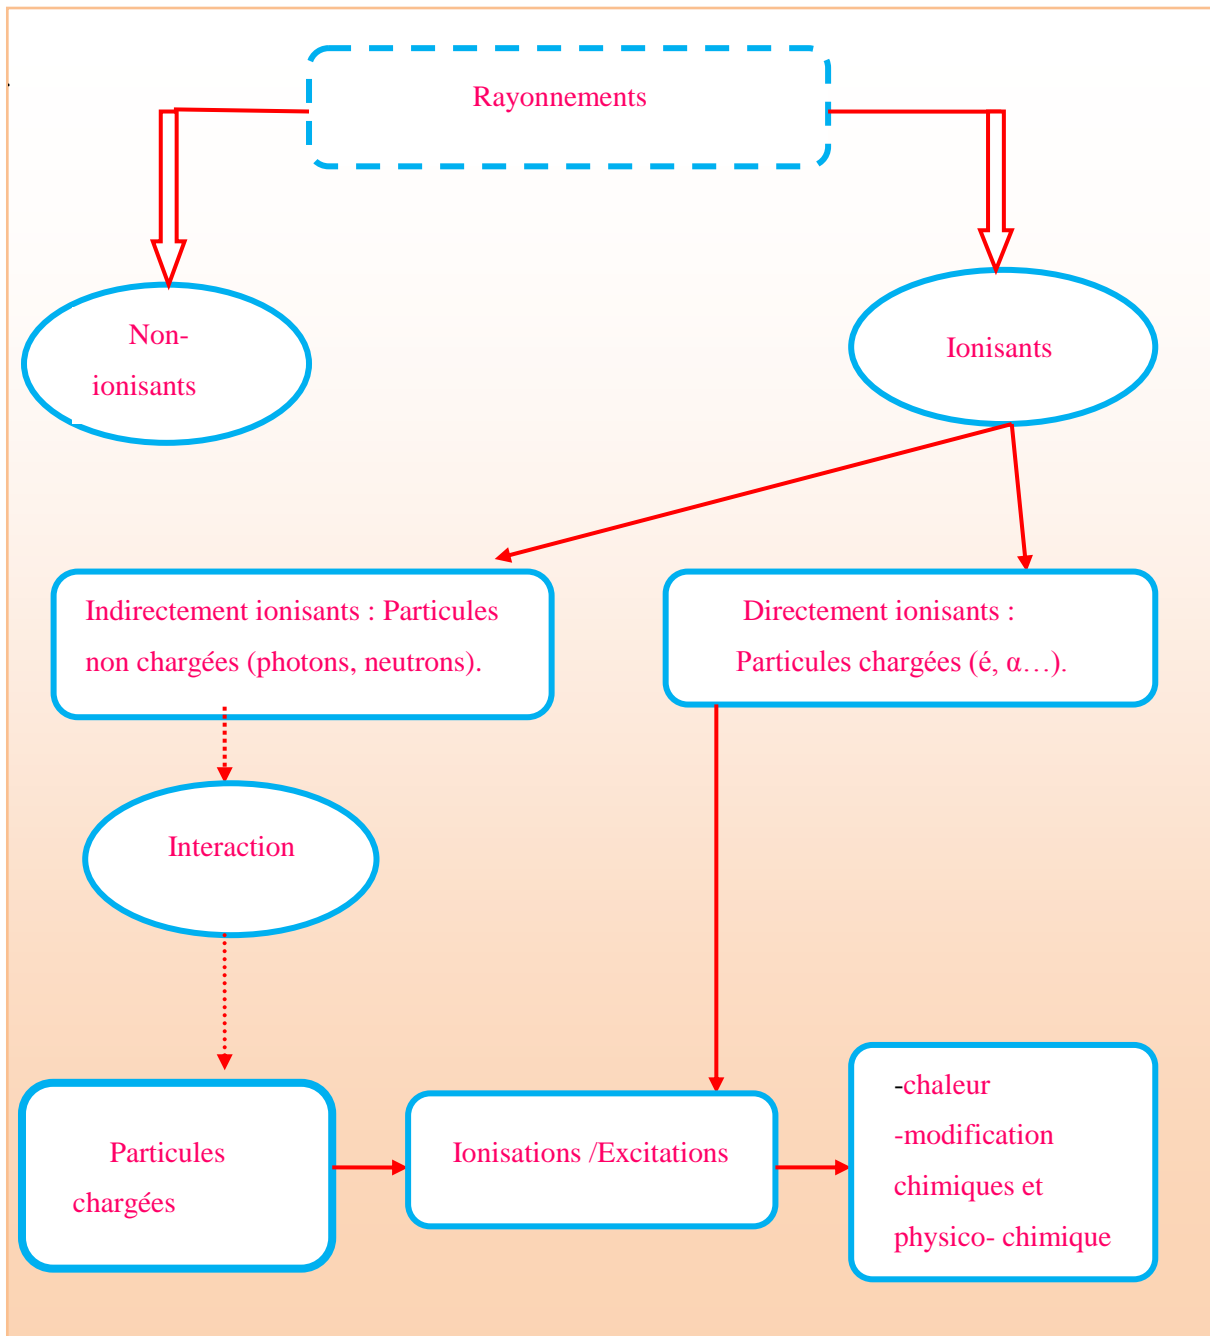 Rayonnements
Non-
ionisants
Ionisants
Indirectement ionisants : Particules
non chargées (photons, neutrons).
Directement ionisants :
Particules chargées (é, α…).
Interaction
Particules
chargées
Ionisations /Excitations
-chaleur
-modification
chimiques et
physico- chimique